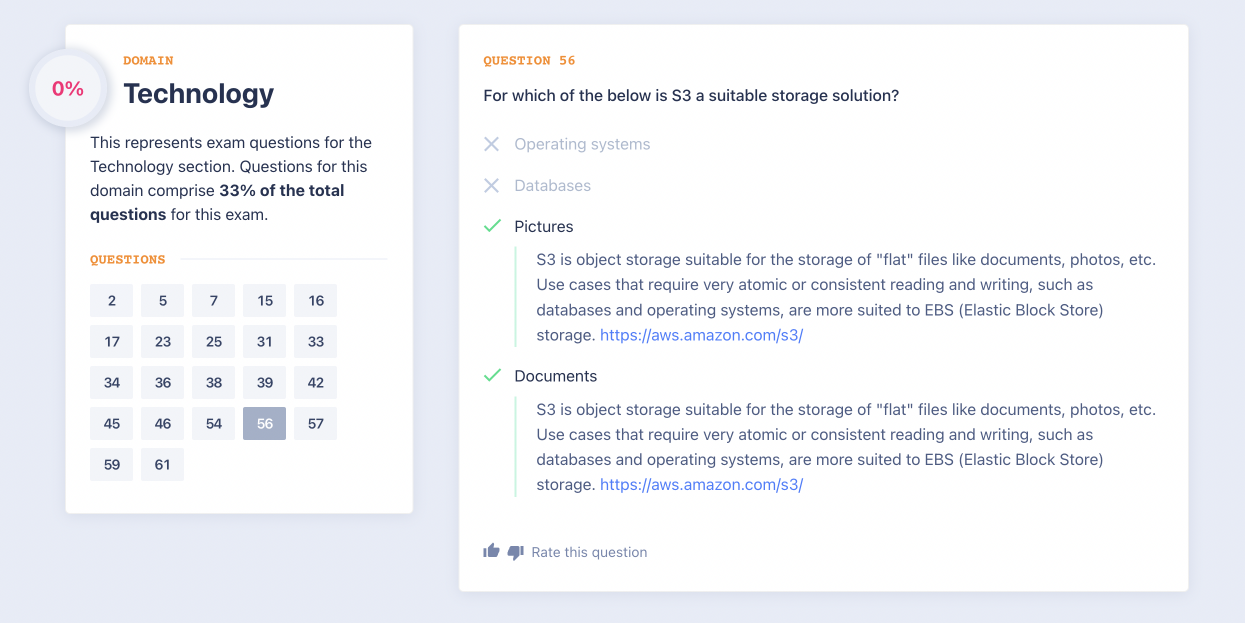 0%
DOMAIN
Technology
This represents exam questions for the
Technology section. Questions for this
domain comprise 33% of the total
questions for this exam.
QUESTIONS
2 5 7 15 16
17 23 25 31 33
34 36 38 39 42
45 46 54 56 57
59 61
QUESTION 56
For which of the below is S3 a suitable storage solution?
Operating systems
Databases
Pictures
S3 is object storage suitable for the storage of "flat" files like documents, photos, etc.
Use cases that require very atomic or consistent reading and writing, such as
databases and operating systems, are more suited to EBS (Elastic Block Store)
storage. https://aws.amazon.com/s3/
Documents
S3 is object storage suitable for the storage of "flat" files like documents, photos, etc.
Use cases that require very atomic or consistent reading and writing, such as
databases and operating systems, are more suited to EBS (Elastic Block Store)
storage. https://aws.amazon.com/s3/
Rate this question